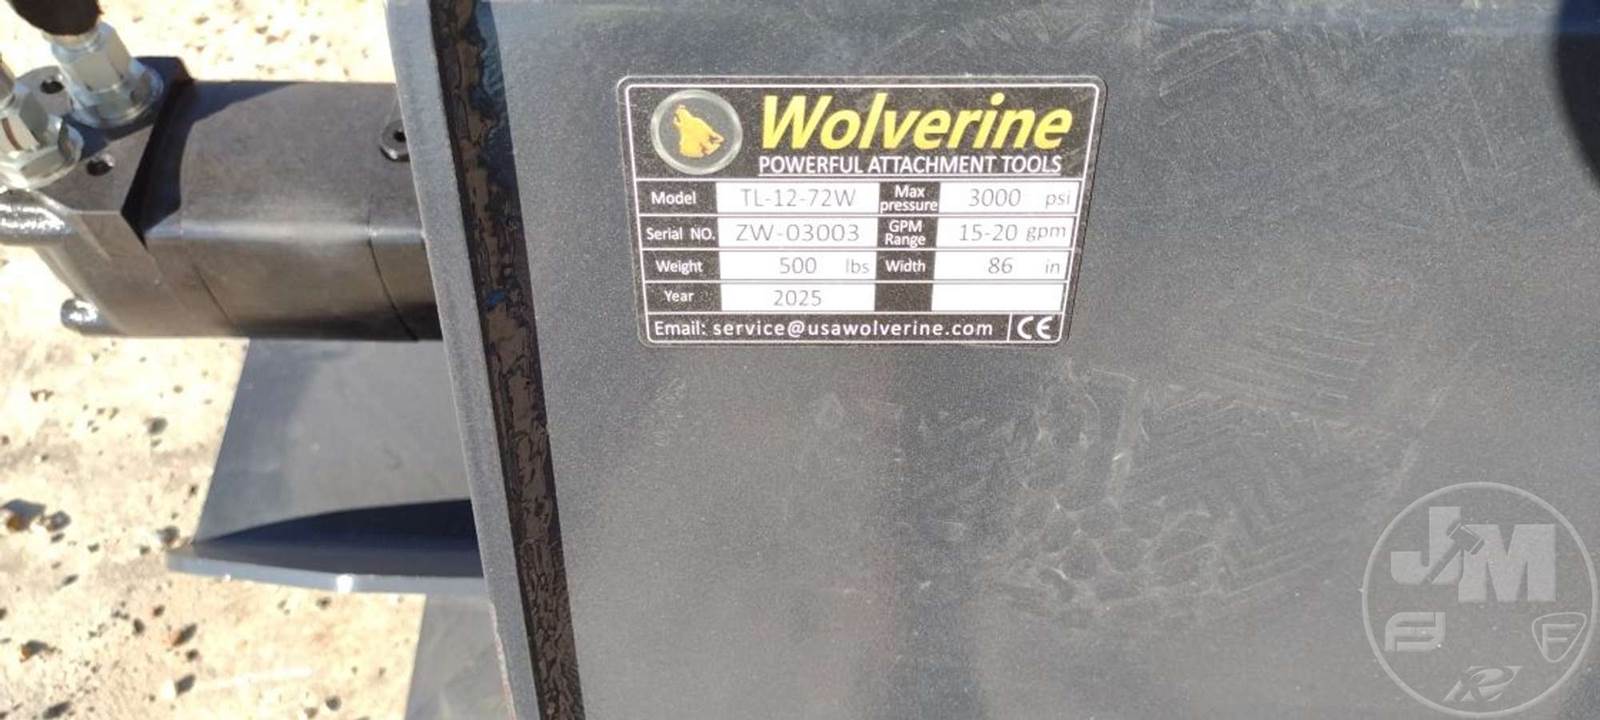 Wolverine
POWERFUL ATTACHMENT TOOLS
Model TL-12-72W Max pressure 3000 psi
Serial NO. ZW-03003 GPM Range 15-20 gpm
Weight 500 lbs Width 86 in
Year 2025
Email: service@usawolverine.com CE
JM